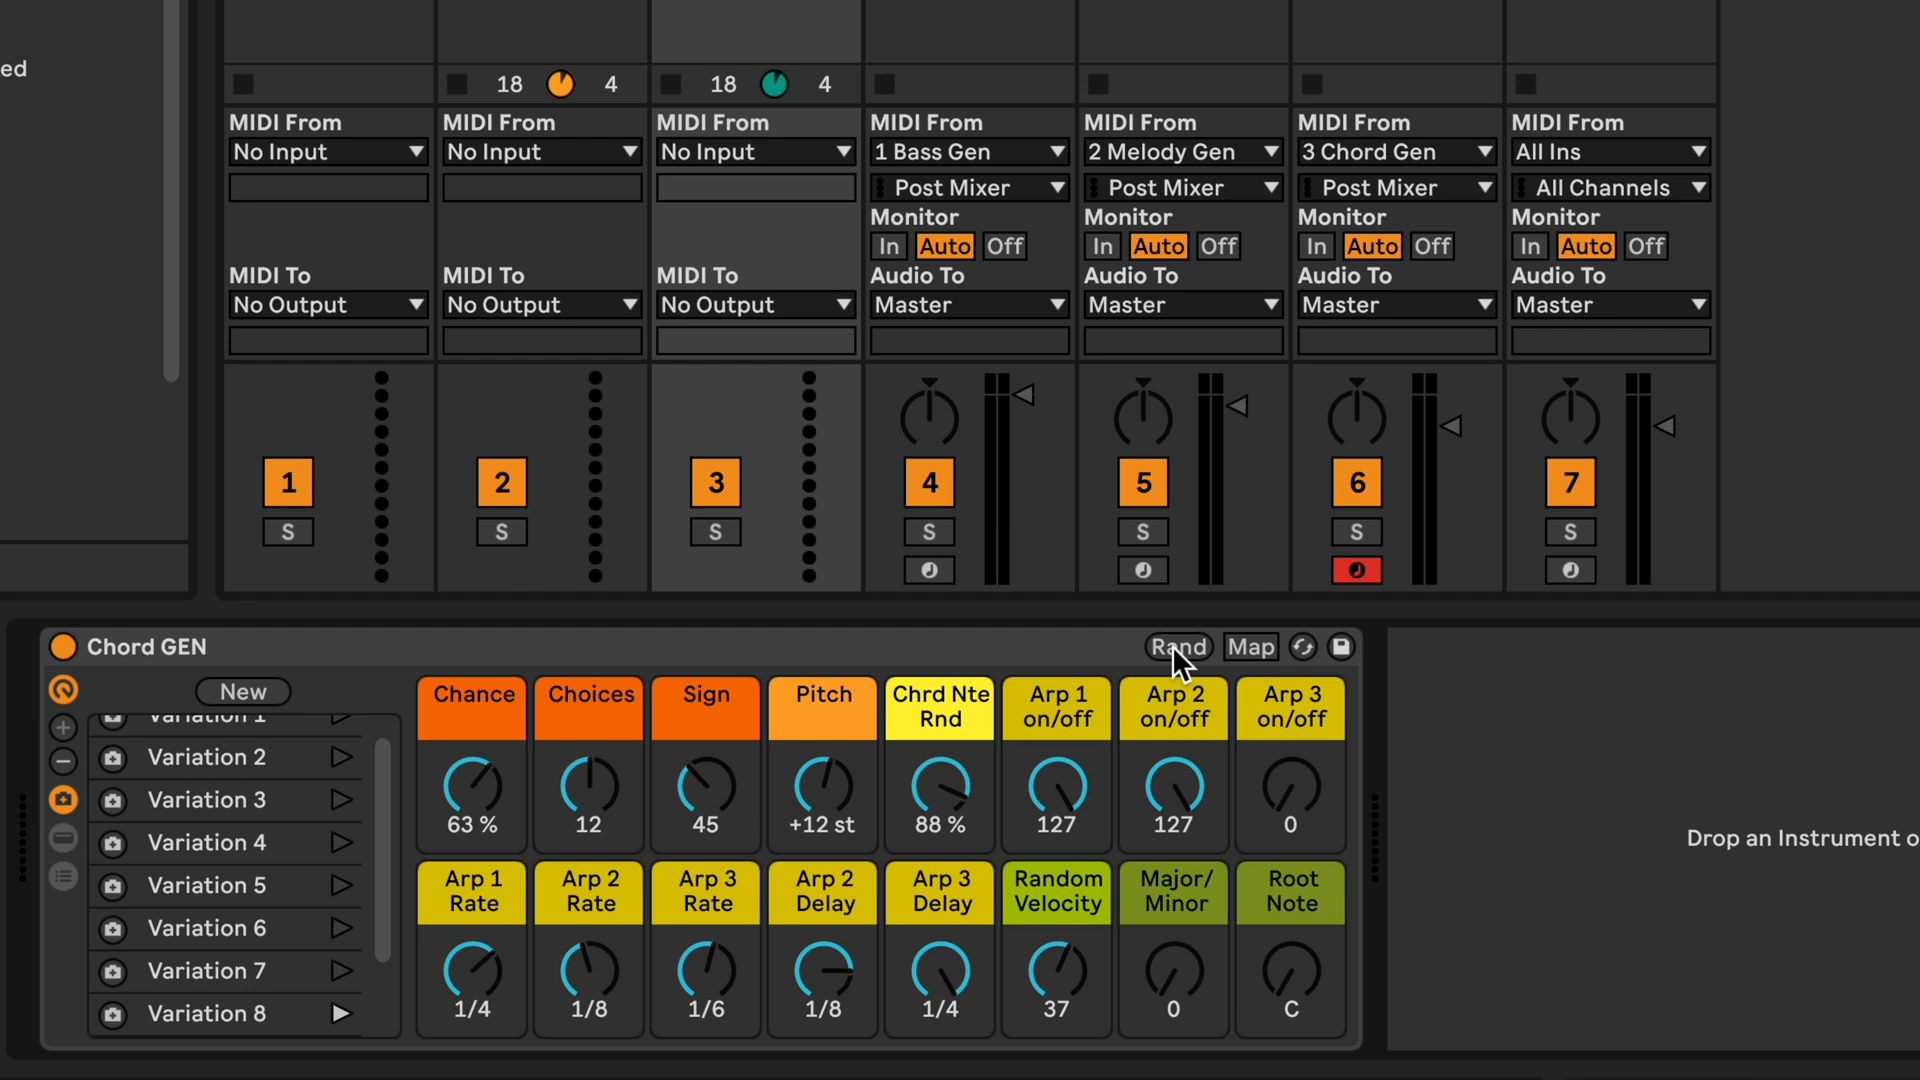 ed
18 4
18 4
MIDI From MIDI From MIDI From MIDI From MIDI From MIDI From MIDI From
No Input No Input No Input 1 Bass Gen 2 Melody Gen 3 Chord Gen All Ins
Post Mixer Post Mixer Post Mixer All Channels
Monitor Monitor Monitor Monitor
In Auto Off In Auto Off In Auto Off In Auto Off
MIDI To MIDI To MIDI To Audio To Audio To Audio To Audio To
No Output No Output No Output Master Master Master Master
1 2 3 4 5 6 7
S S S S S S S
Chord GEN Rand Map
New
Variation 1
Variation 2
Variation 3
Variation 4
Variation 5
Variation 6
Variation 7
Variation 8
Chance
63 %
Choices
12
Sign
45
Pitch
+12 st
Chrd Nte
Rnd
88 %
Arp 1
on/off
127
Arp 2
on/off
127
Arp 3
on/off
0
Arp 1
Rate
1/4
Arp 2
Rate
1/8
Arp 3
Rate
1/6
Arp 2
Delay
1/8
Arp 3
Delay
1/4
Random
Velocity
37
Major/
Minor
0
Root
Note
C
Drop an Instrument o